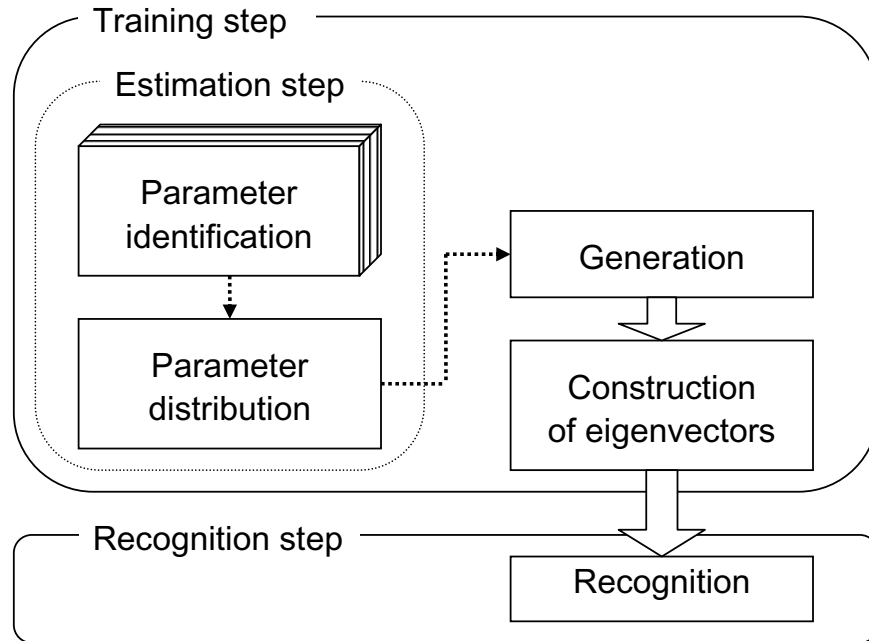 Training step
Estimation step
Parameter
identification
Parameter
distribution
Generation
Construction
of eigenvectors
Recognition step
Recognition